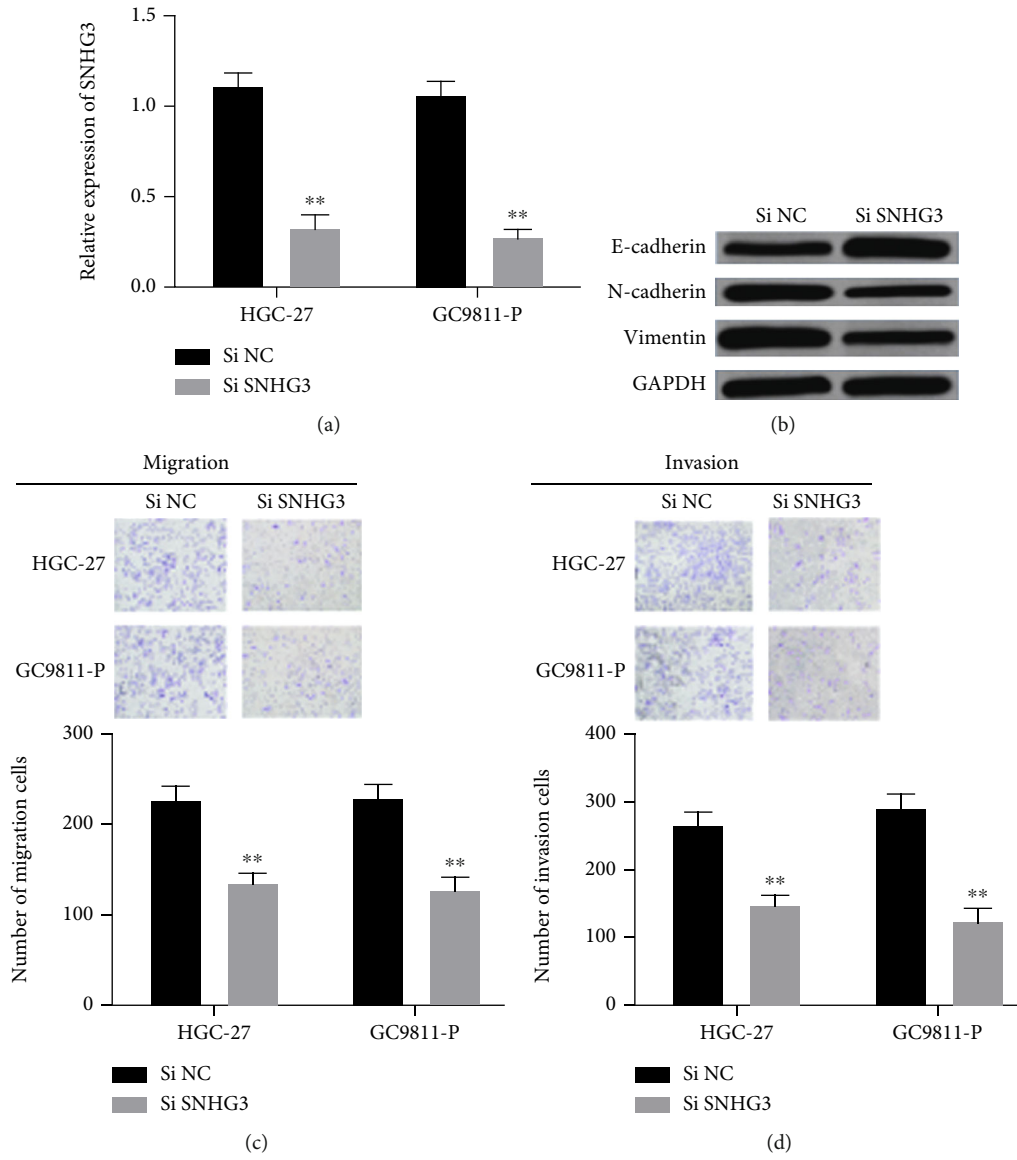 Relative expression of SNHG3
1.5
1.0
0.5
0.0
**
**
HGC-27
GC9811-P
Si NC
Si SNHG3
(a)
Si NC
Si SNHG3
E-cadherin
N-cadherin
Vimentin
GAPDH
(b)
Migration
Si NC
Si SNHG3
HGC-27
GC9811-P
Number of migration cells
300
200
100
0
**
**
HGC-27
GC9811-P
Si NC
Si SNHG3
(c)
Invasion
Si NC
Si SNHG3
HGC-27
GC9811-P
Number of invasion cells
400
300
200
100
0
**
**
HGC-27
GC9811-P
Si NC
Si SNHG3
(d)